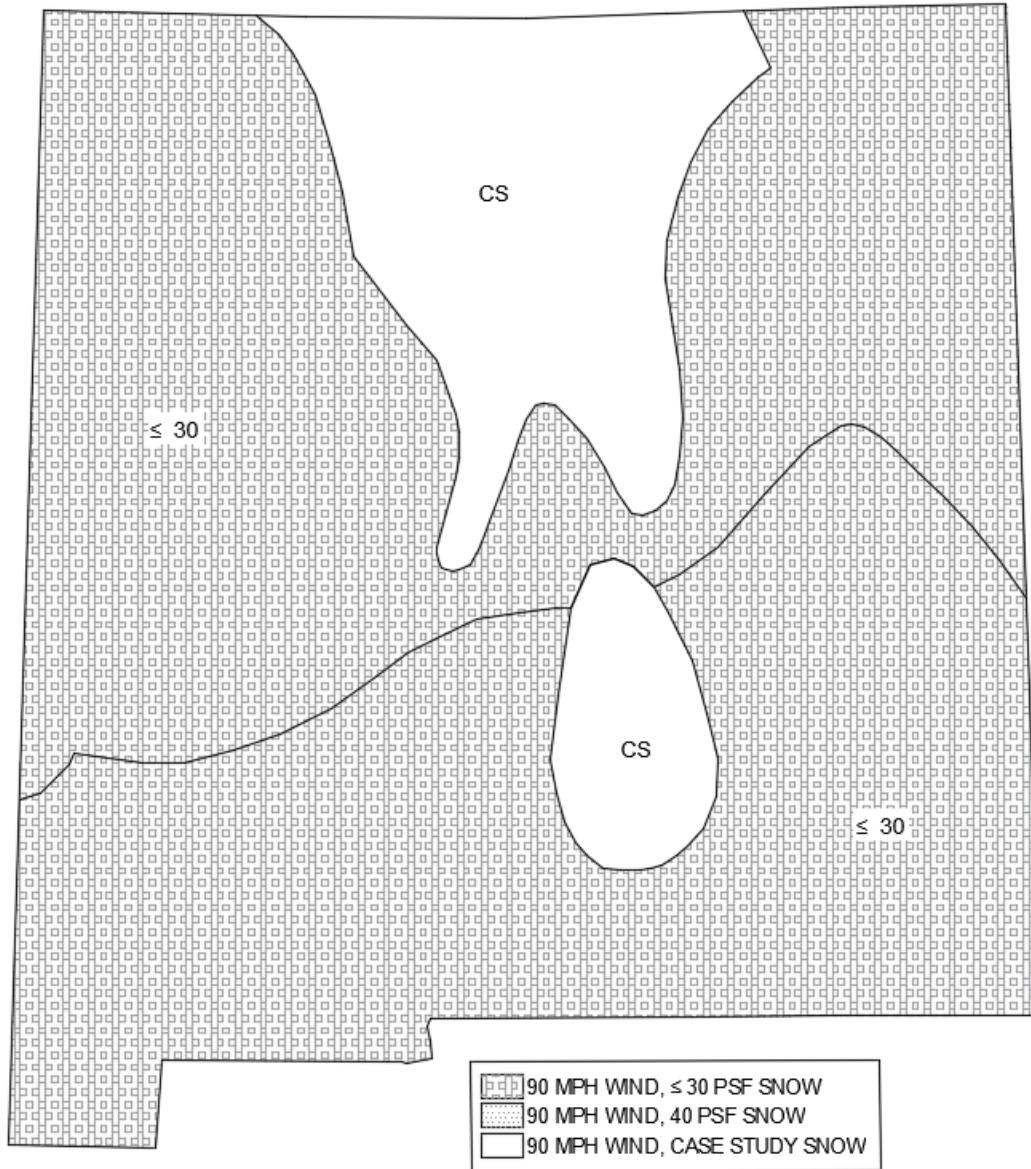 CS
≤ 30
CS
≤ 30
90 MPH WIND, ≤ 30 PSF SNOW
90 MPH WIND, 40 PSF SNOW
90 MPH WIND, CASE STUDY SNOW